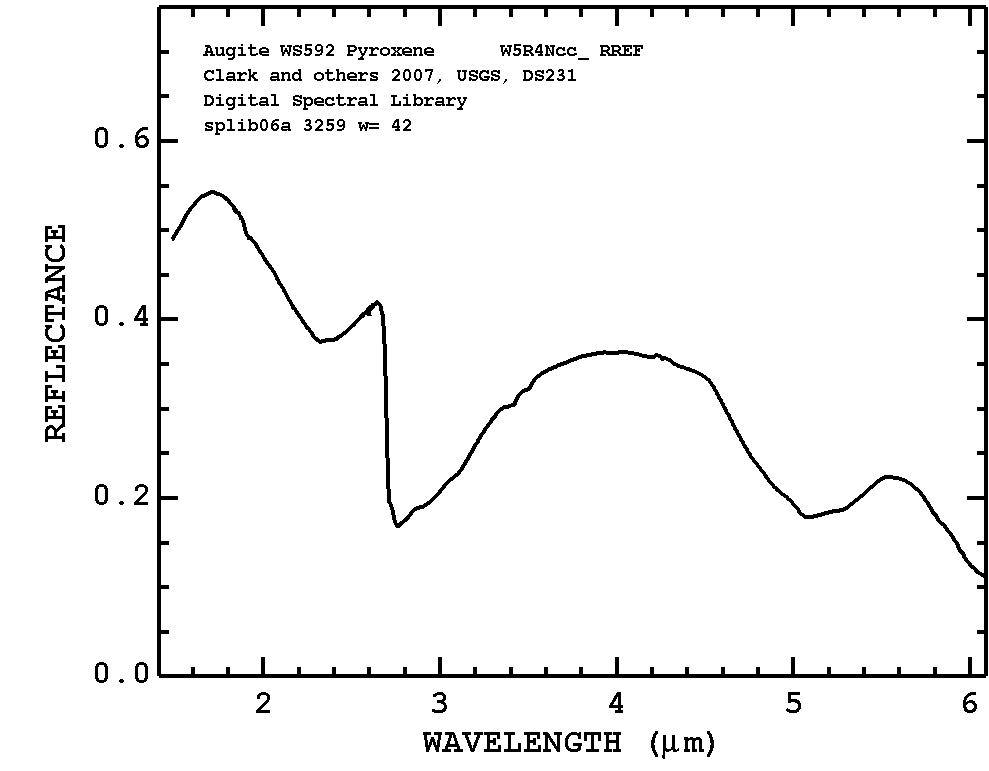 Augite WS592 Pyroxene W5R4Ncc_ RREF
Clark and others 2007, USGS, DS231
Digital Spectral Library
splib06a 3259 w= 42
0.6
0.4
0.2
0.0
REFLECTANCE
2 3 4 5 6
WAVELENGTH (μm)